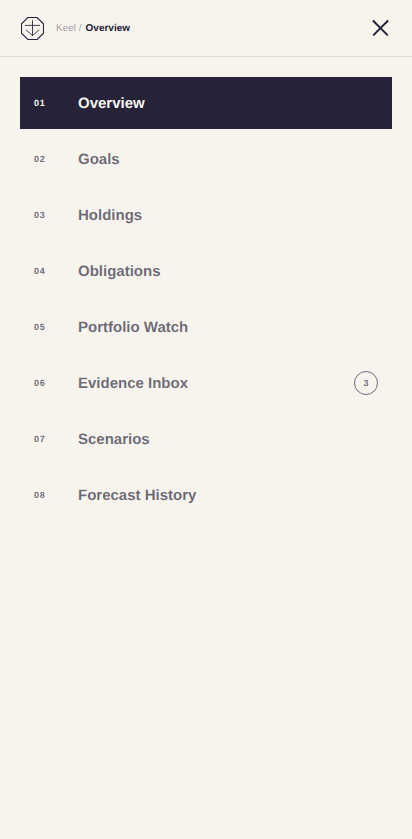 Keel / Overview
01 Overview
02 Goals
03 Holdings
04 Obligations
05 Portfolio Watch
06 Evidence Inbox 3
07 Scenarios
08 Forecast History